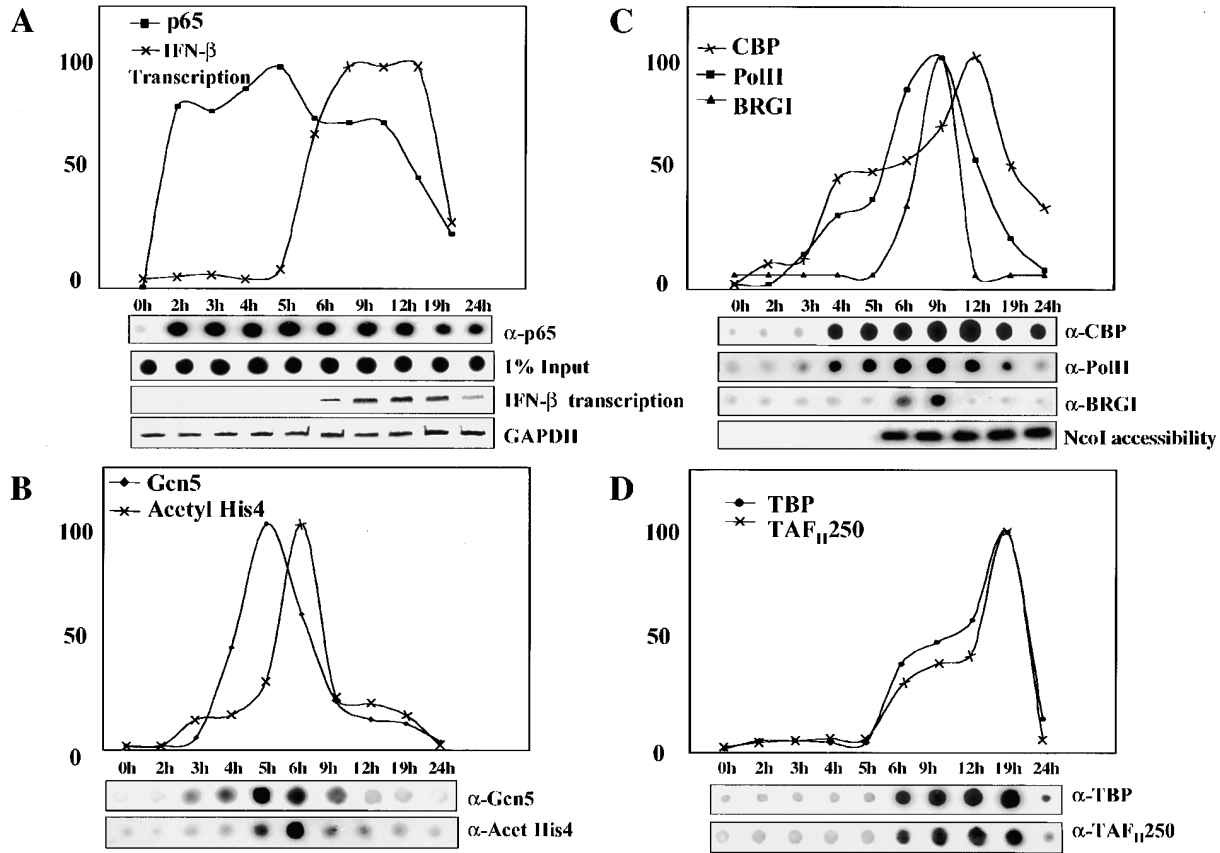 A
p65
IFN-β
Transcription
100
50
0
0h 2h 3h 4h 5h 6h 9h 12h 19h 24h
α-p65
1% Input
IFN-β transcription
GAPDH
B
Gcn5
Acetyl His4
100
50
0
0h 2h 3h 4h 5h 6h 9h 12h 19h 24h
α-Gcn5
α-Acet His4
C
CBP
PolII
BRGI
100
50
0
0h 2h 3h 4h 5h 6h 9h 12h 19h 24h
α-CBP
α-PolII
α-BRGI
NcoI accessibility
D
TBP
TAFII250
100
50
0
0h 2h 3h 4h 5h 6h 9h 12h 19h 24h
α-TBP
α-TAFII250